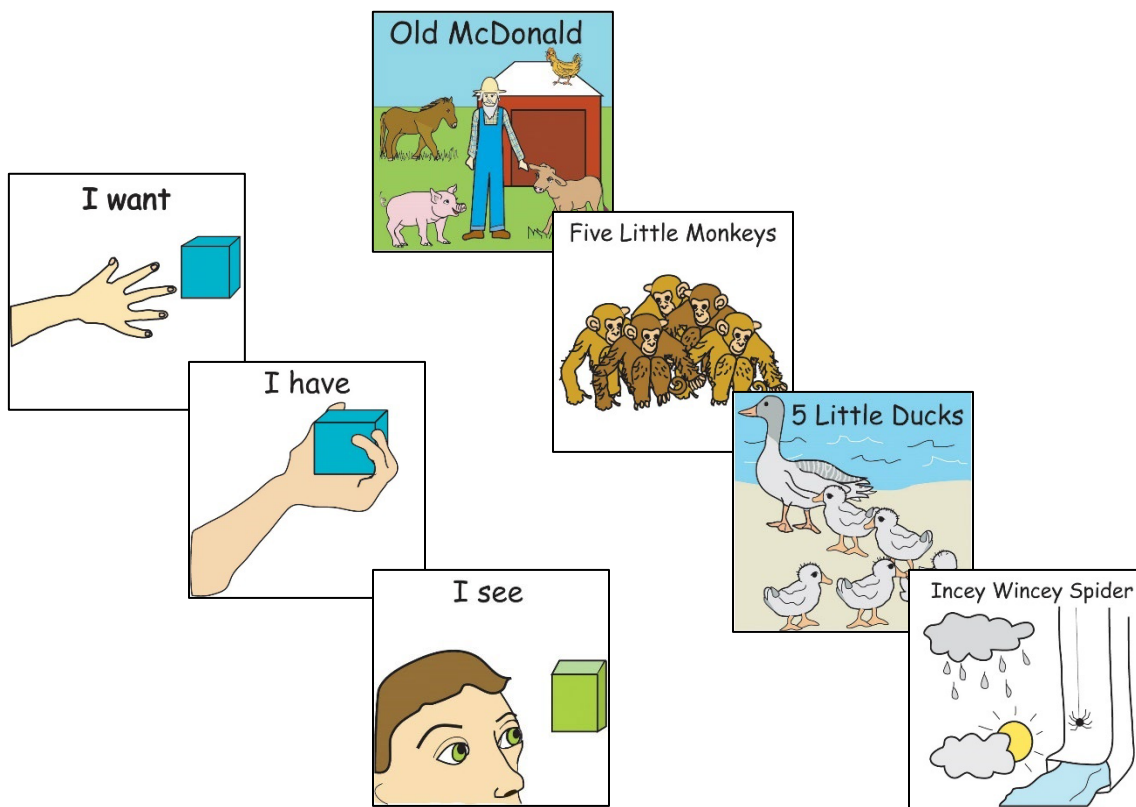 Old McDonald
I want
Five Little Monkeys
I have
5 Little Ducks
I see
Incey Wincey Spider